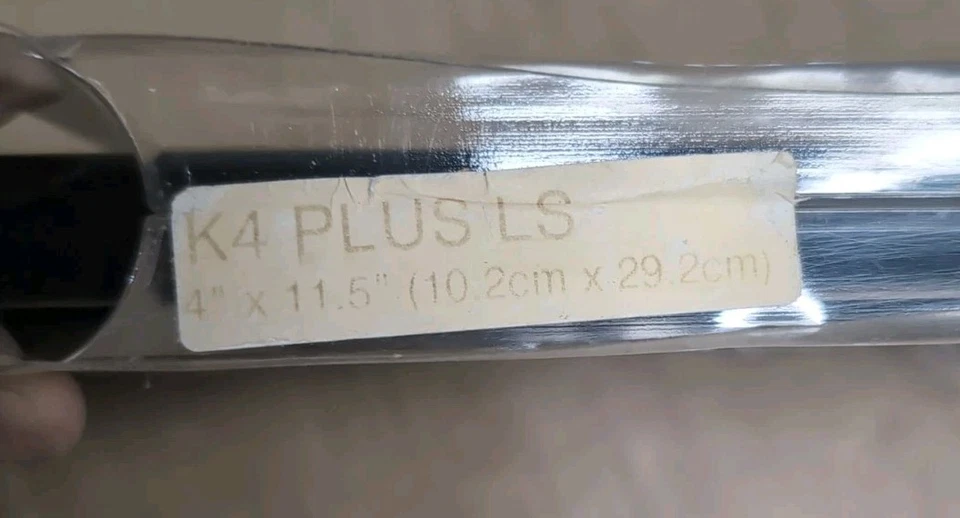 K4 PLUS LS
4" x 11.5" (10.2cm x 29.2cm)